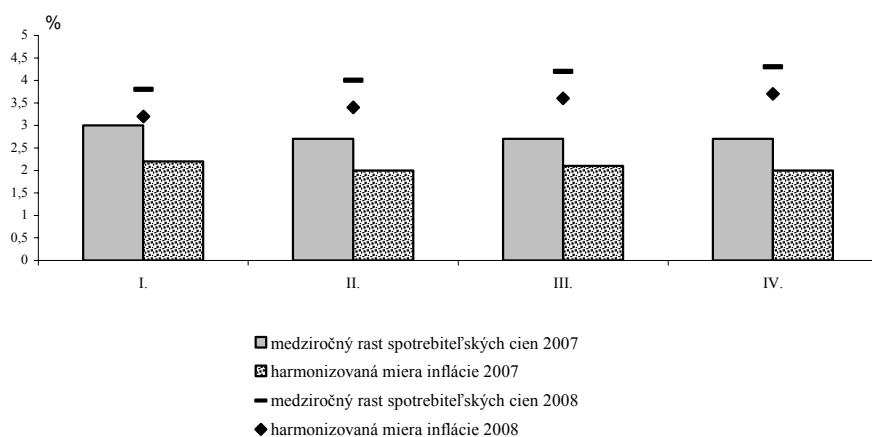 %
5
4,5
4
3,5
3
2,5
2
1,5
1
0,5
0
I. II. III. IV.
medziročný rast spotrebiteľských cien 2007
harmonizovaná miera inflácie 2007
medziročný rast spotrebiteľských cien 2008
harmonizovaná miera inflácie 2008